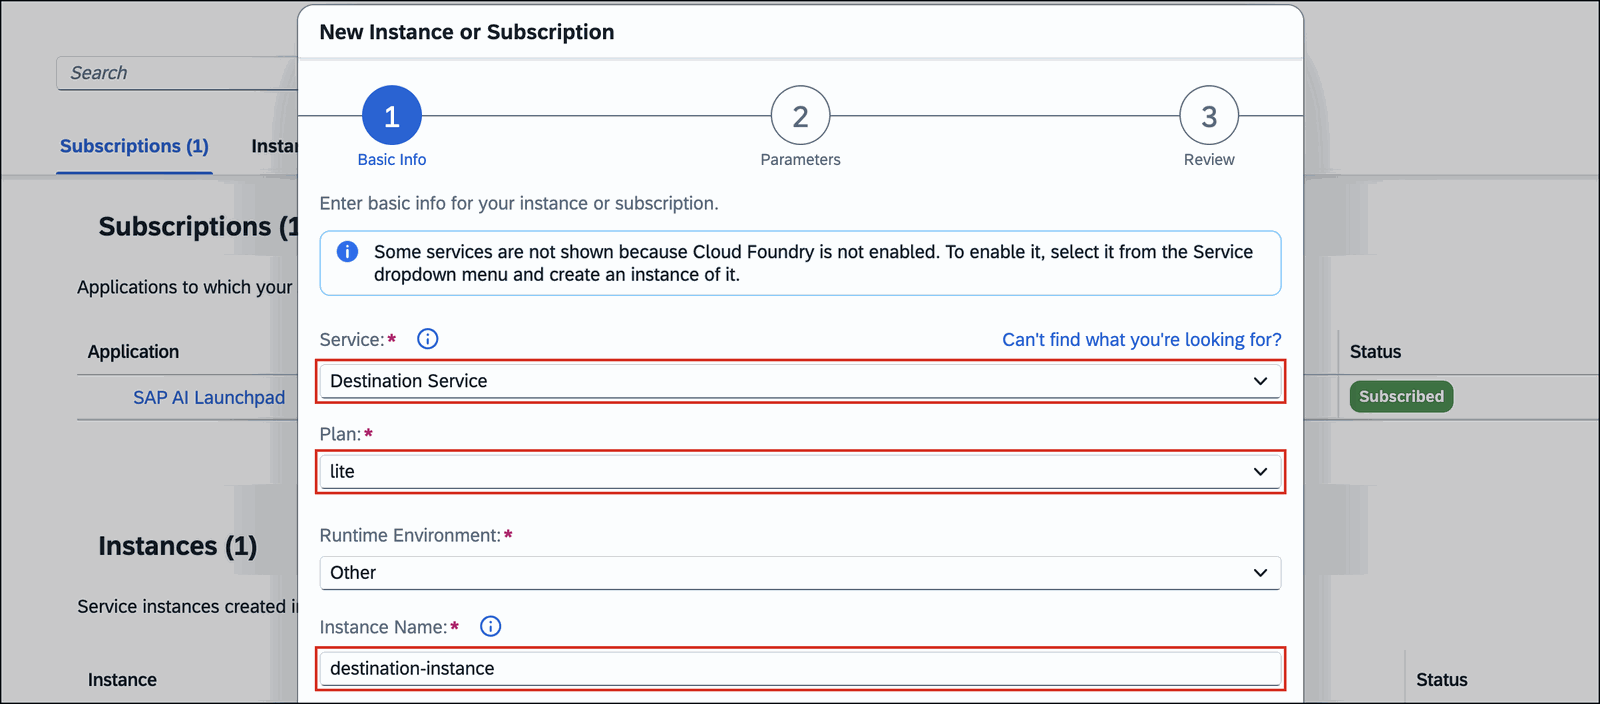 New Instance or Subscription
Search
1
2
3
Basic Info
Parameters
Review
Subscriptions (1)
Enter basic info for your instance or subscription.
Subscriptions (1
Some services are not shown because Cloud Foundry is not enabled. To enable it, select it from the Service
dropdown menu and create an instance of it.
Applications to which your
Service:*
Can't find what you're looking for?
Application
Status
Destination Service
SAP AI Launchpad
Subscribed
Plan:*
lite
Runtime Environment:*
Instances (1)
Other
Service instances created
Instance Name:*
destination-instance
Instance
Status